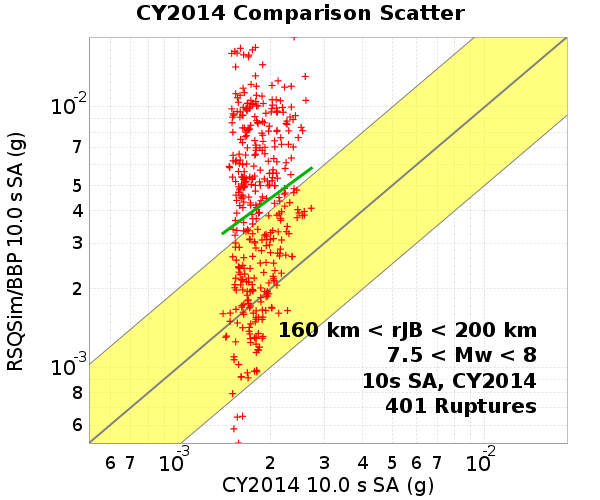 CY2014 Comparison Scatter
RSQSim/BBP 10.0 s SA (g)
10-2
7
5
4
3
2
10-3
8
6
160 km < rJB < 200 km
7.5 < Mw < 8
10s SA, CY2014
401 Ruptures
6 7 10-3 2 3 4 5 6 7 10-2
CY2014 10.0 s SA (g)